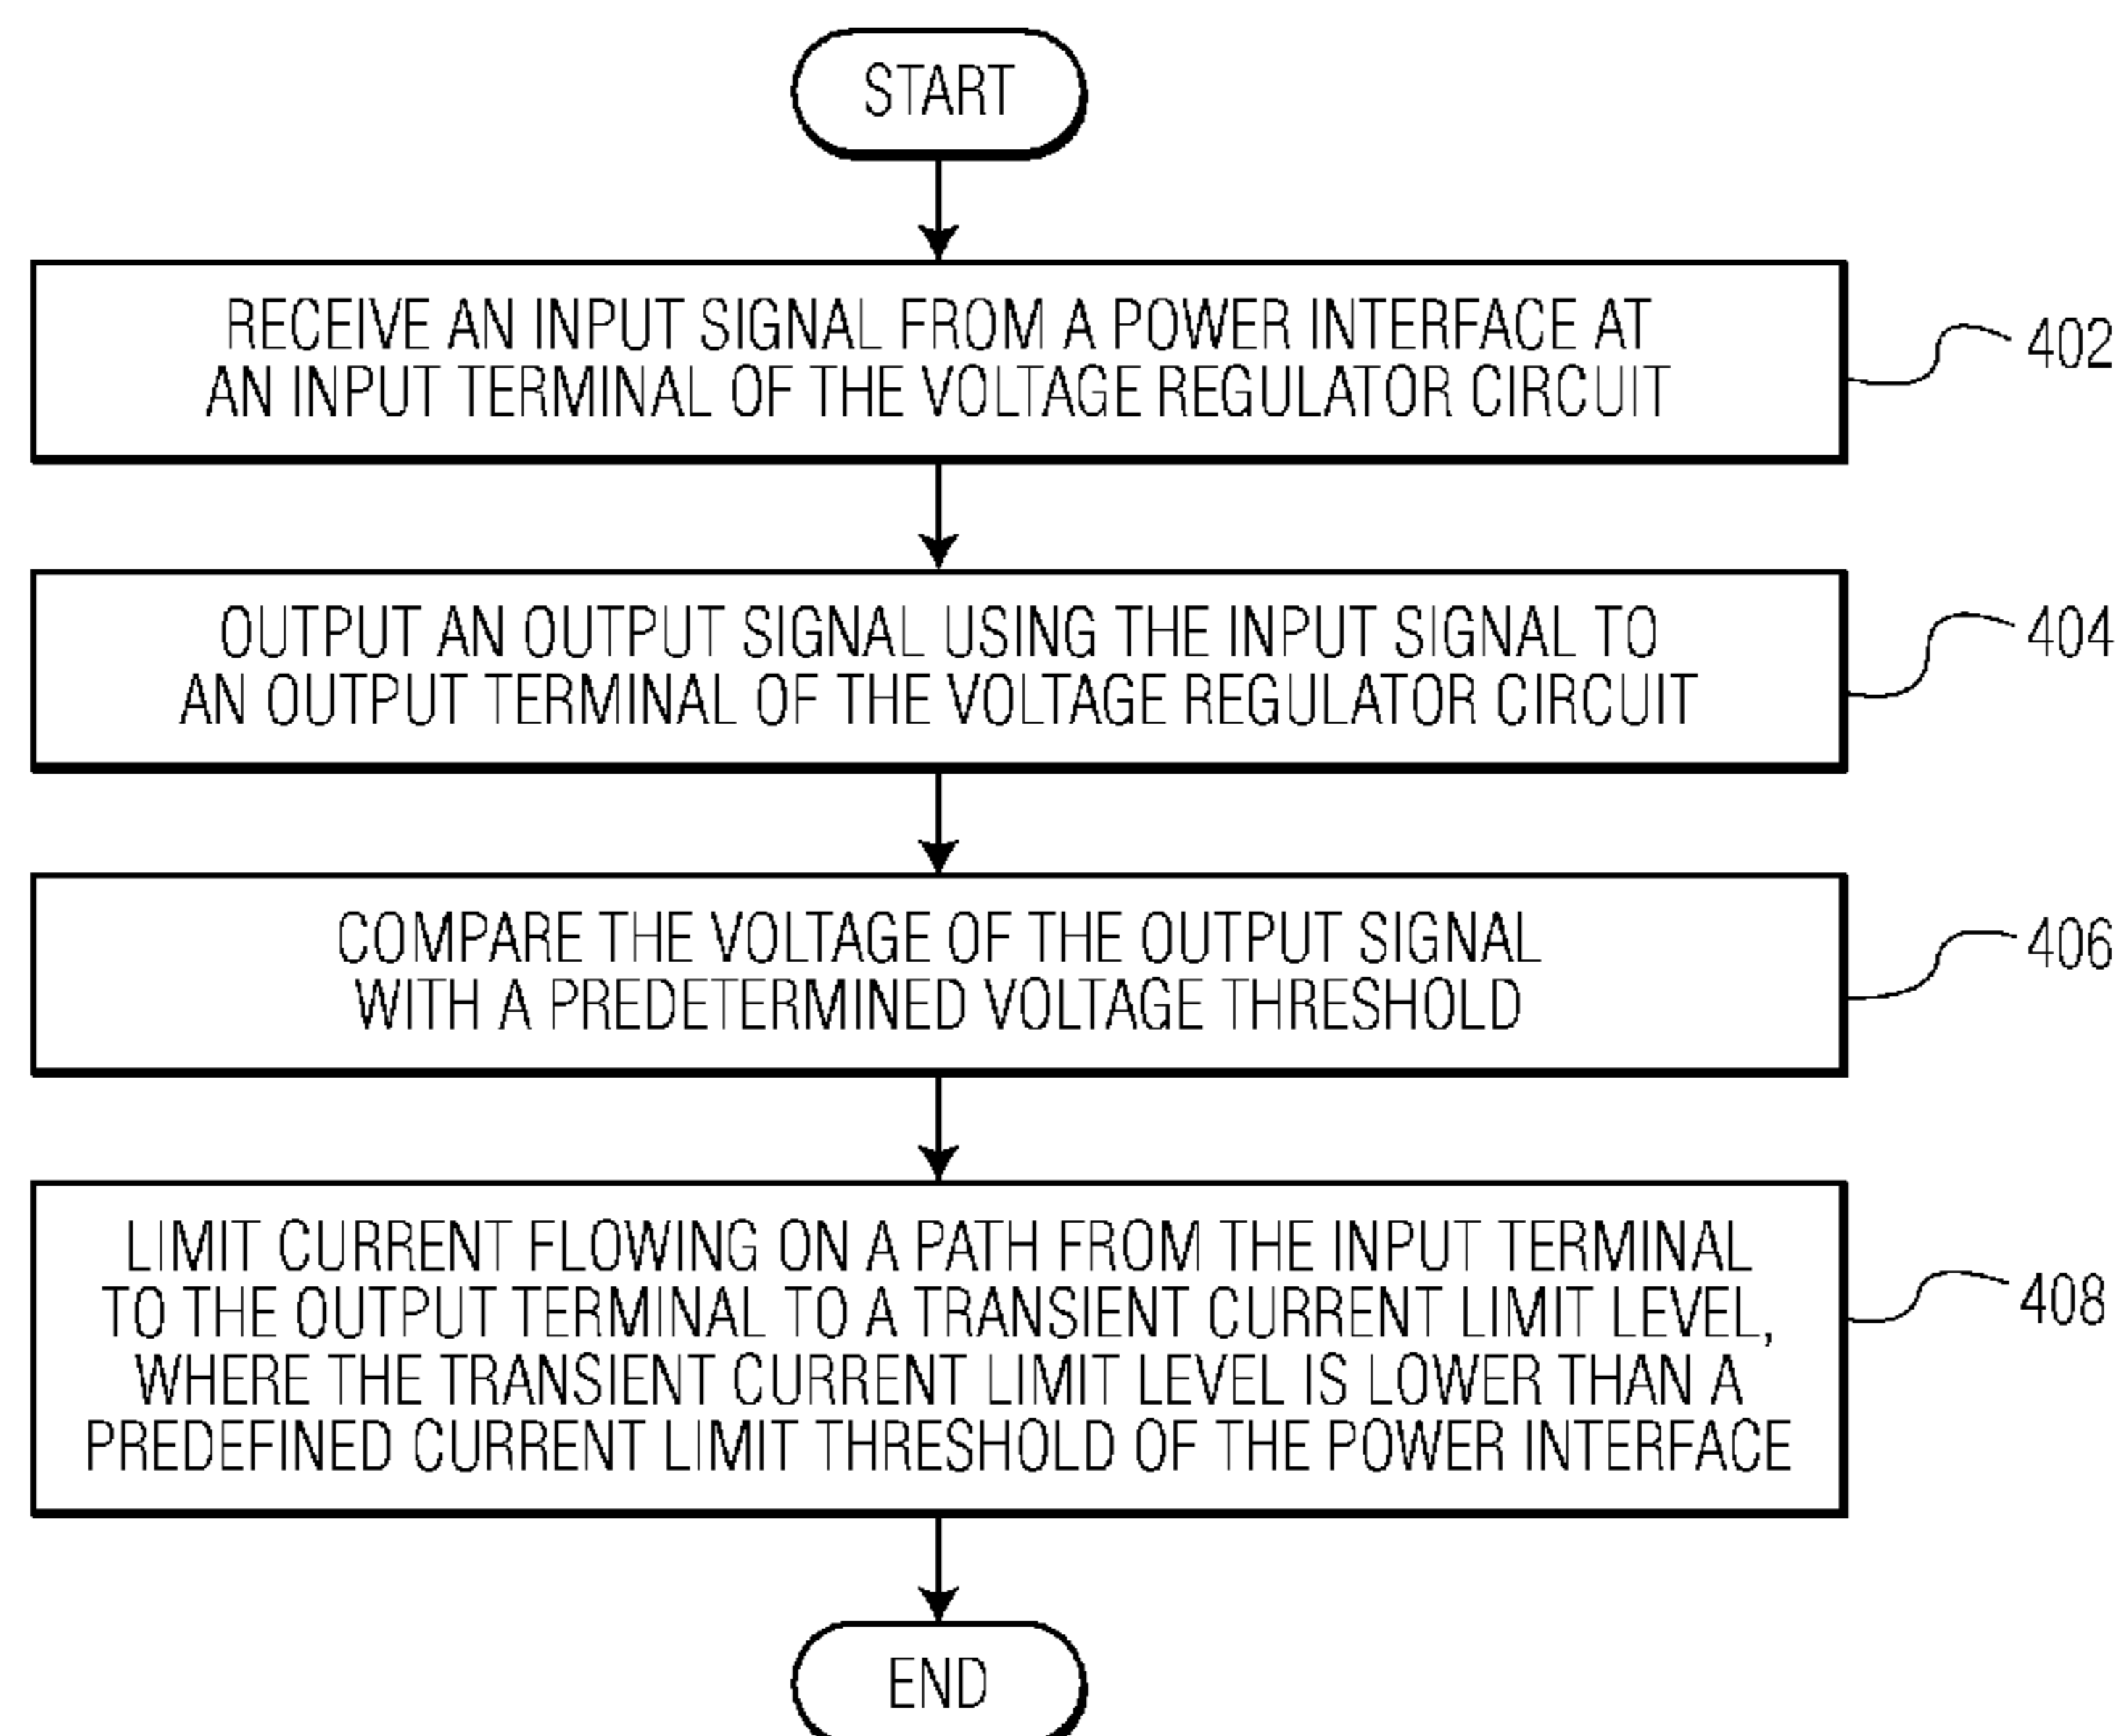 START
RECEIVE AN INPUT SIGNAL FROM A POWER INTERFACE AT
AN INPUT TERMINAL OF THE VOLTAGE REGULATOR CIRCUIT
402
OUTPUT AN OUTPUT SIGNAL USING THE INPUT SIGNAL TO
AN OUTPUT TERMINAL OF THE VOLTAGE REGULATOR CIRCUIT
404
COMPARE THE VOLTAGE OF THE OUTPUT SIGNAL
WITH A PREDETERMINED VOLTAGE THRESHOLD
406
LIMIT CURRENT FLOWING ON A PATH FROM THE INPUT TERMINAL
TO THE OUTPUT TERMINAL TO A TRANSIENT CURRENT LIMIT LEVEL,
WHERE THE TRANSIENT CURRENT LIMIT LEVEL IS LOWER THAN A
PREDEFINED CURRENT LIMIT THRESHOLD OF THE POWER INTERFACE
408
END